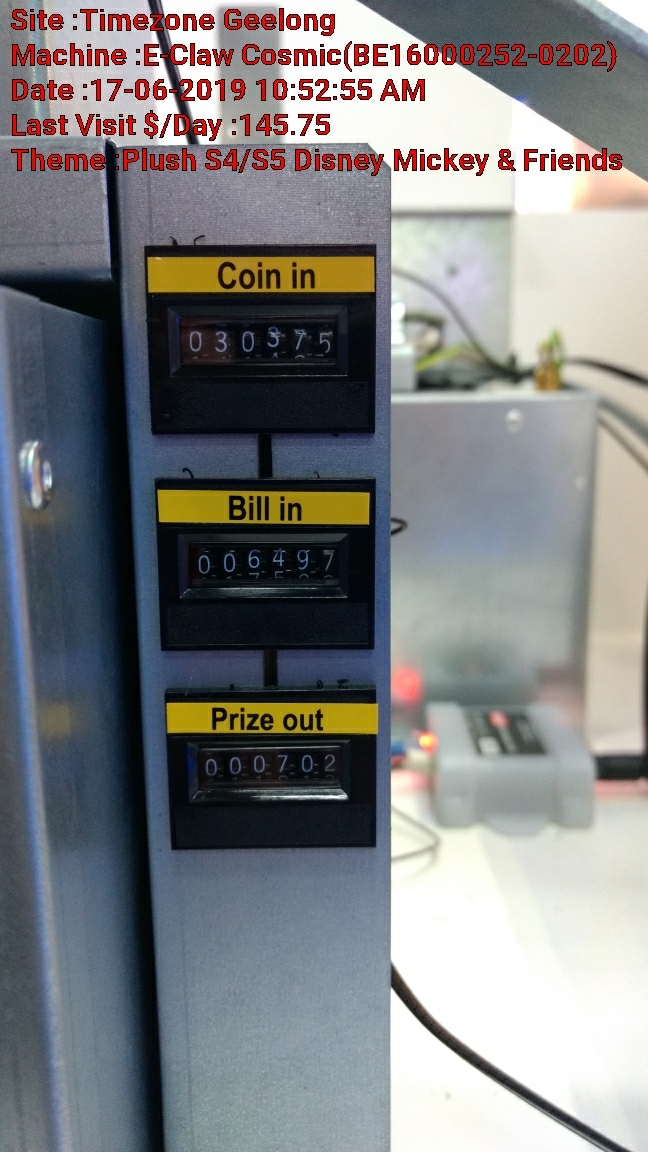 Site :Timezone Geelong
Machine :E-Claw Cosmic(BE16000252-0202)
Date :17-06-2019 10:52:55 AM
Last Visit $/Day :145.75
Theme :Plush S4/S5 Disney Mickey & Friends
Coin in
030375
Bill in
006497
Prize out
000702